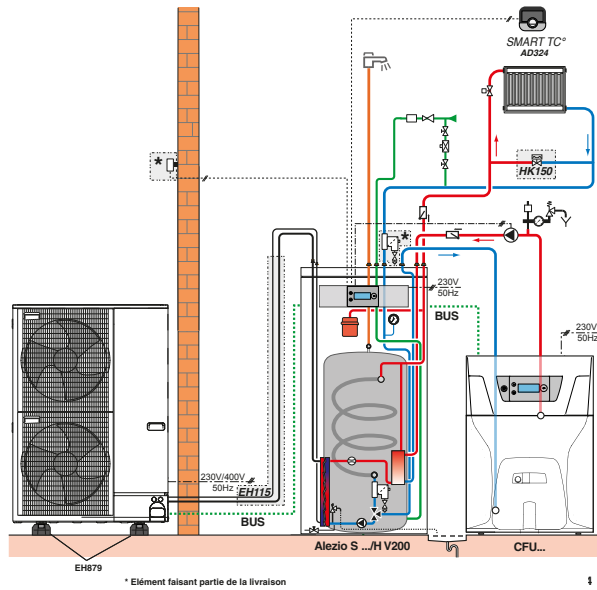 SMART TC°
AD324
*
HK150
*
230V
50Hz
BUS
230V
50Hz
230V/400V
50Hz
EH115
BUS
Alezio S .../H V200
CFU...
EH879
* Elément faisant partie de la livraison